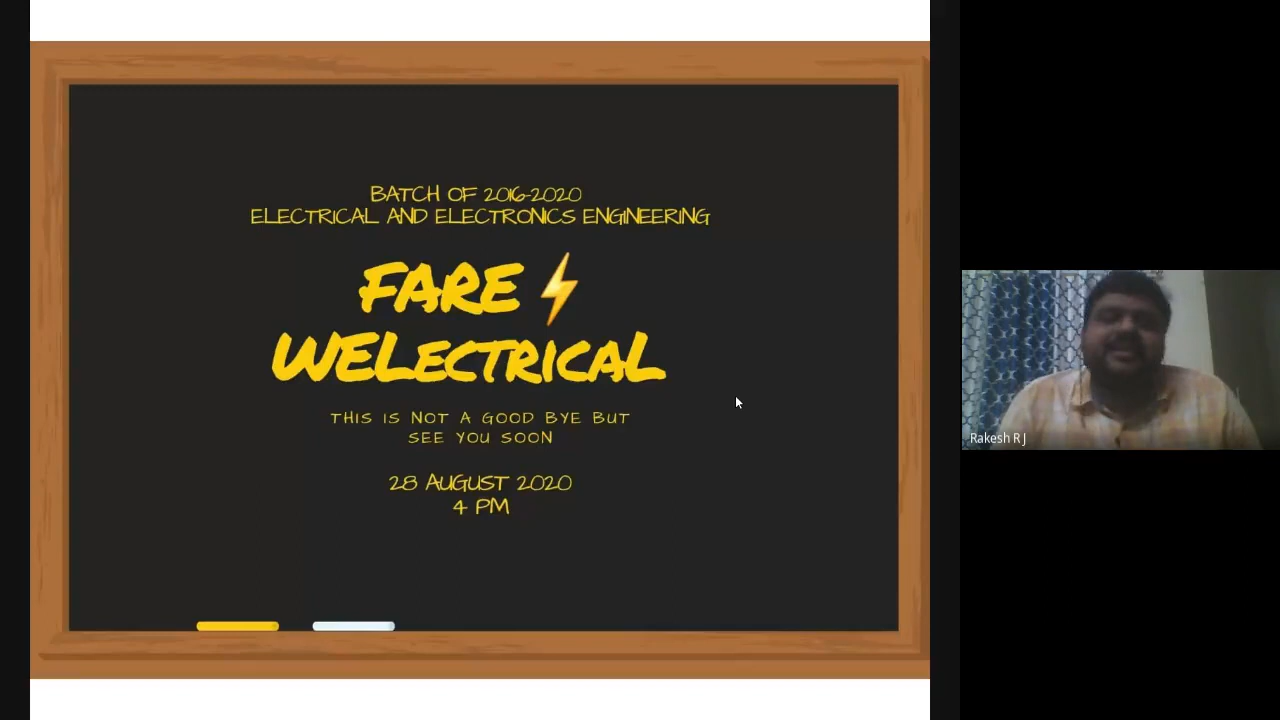 BATCH OF 2016-2020
ELECTRICAL AND ELECTRONICS ENGINEERING
FARE⚡
WELECTRICAL
THIS IS NOT A GOOD BYE BUT
SEE YOU SOON
28 AUGUST 2020
4 PM
Rakesh R J